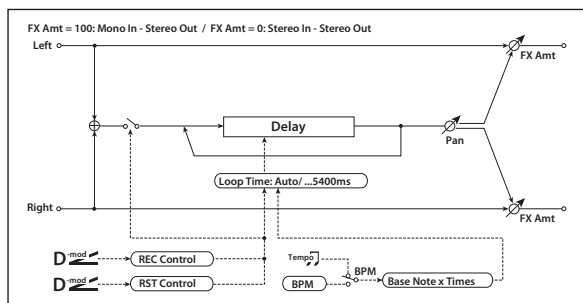 FX Amt = 100: Mono In - Stereo Out / FX Amt = 0: Stereo In - Stereo Out
Left
FX Amt
Delay
Pan
Loop Time: Auto/ ...5400ms
Right
FX Amt
D-mod
REC Control
Tempo
BPM
BPM
Base Note x Times
D-mod
RST Control